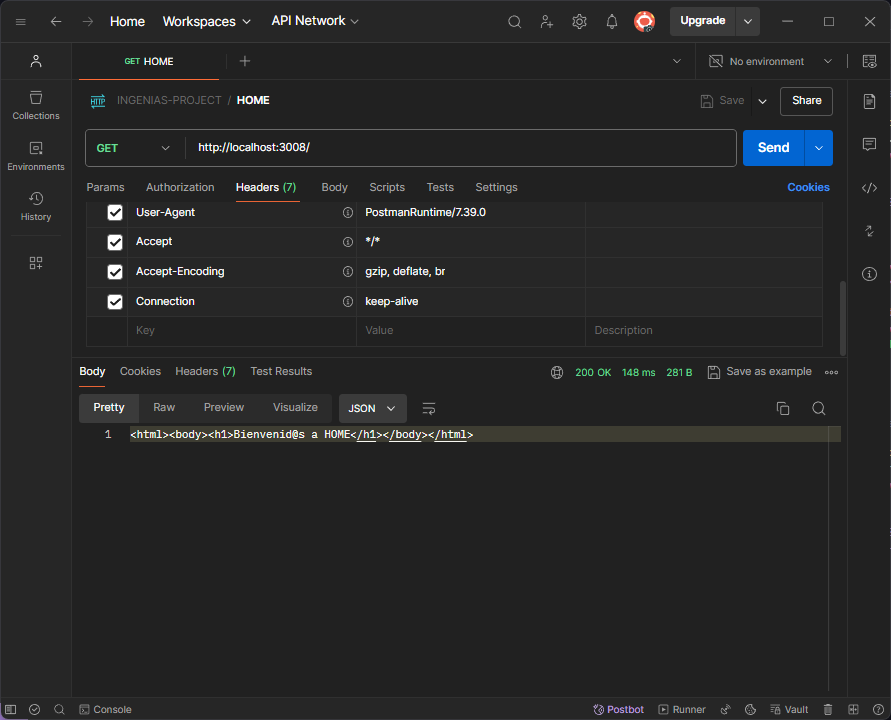 Home Workspaces API Network Upgrade
GET HOME No environment
HTTP INGENIAS-PROJECT / HOME Save Share
Collections
GET http://localhost:3008/ Send
Environments
Params Authorization Headers (7) Body Scripts Tests Settings Cookies
History
User-Agent PostmanRuntime/7.39.0
Accept */*
Accept-Encoding gzip, deflate, br
Connection keep-alive
Key Value Description
Body Cookies Headers (7) Test Results 200 OK 148 ms 281 B Save as example
Pretty Raw Preview Visualize JSON
1 <html><body><h1>Bienvenid@s a HOME</h1></body></html>
Console Postbot Runner Vault